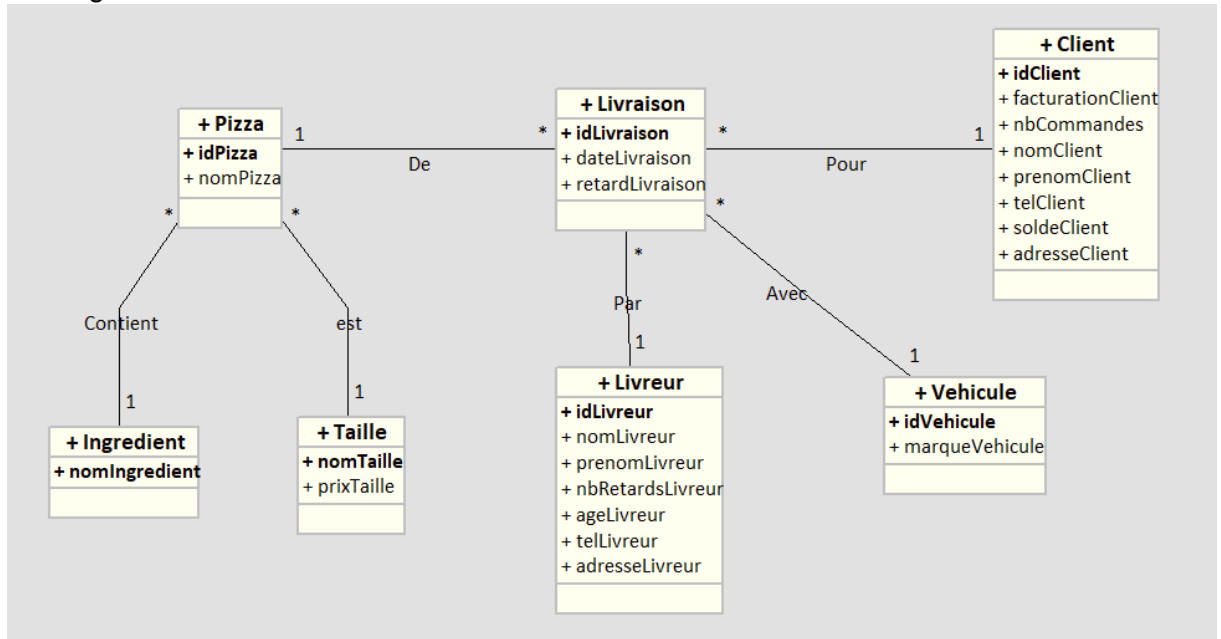 + Client
+ idClient
+ facturationClient
+ nbCommandes
+ nomClient
+ prenomClient
+ telClient
+ soldeClient
+ adresseClient
+ Livraison
+ idLivraison
+ dateLivraison
+ retardLivraison
+ Pizza
+ idPizza
+ nomPizza
1
*
De
*
1
Pour
*
*
*
*
Contient
est
Par
Avec
1
1
1
1
+ Ingredient
+ nomIngredient
+ Taille
+ nomTaille
+ prixTaille
+ Livreur
+ idLivreur
+ nomLivreur
+ prenomLivreur
+ nbRetardsLivreur
+ ageLivreur
+ telLivreur
+ adresseLivreur
+ Vehicule
+ idVehicule
+ marqueVehicule